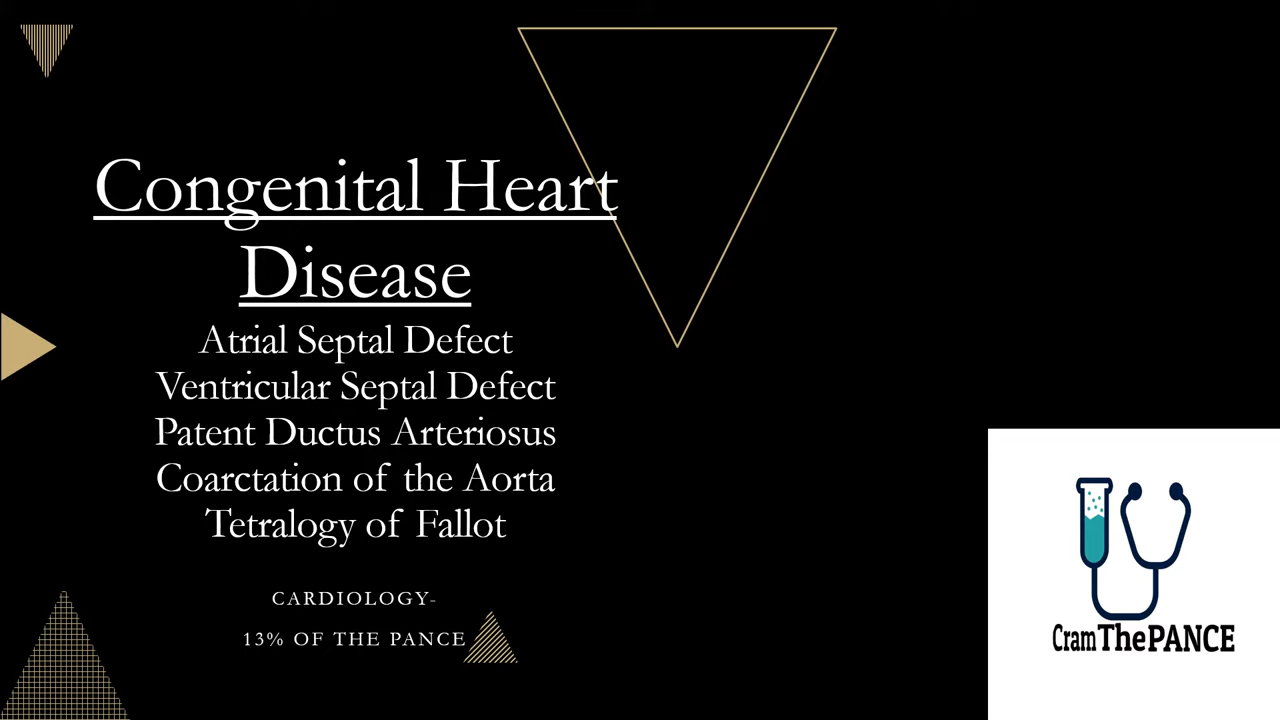 Congenital Heart
Disease
Atrial Septal Defect
Ventricular Septal Defect
Patent Ductus Arteriosus
Coarctation of the Aorta
Tetralogy of Fallot
CARDIOLOGY-
13% OF THE PANCE
CramThePANCE